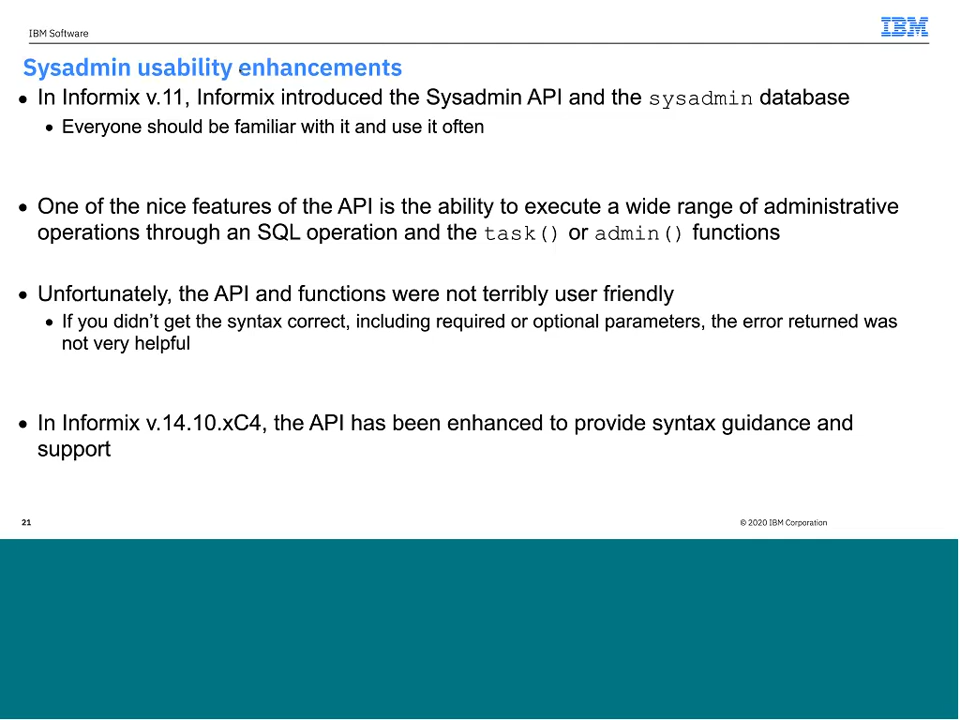 IBM Software
IBM
Sysadmin usability enhancements
• In Informix v.11, Informix introduced the Sysadmin API and the sysadmin database
• Everyone should be familiar with it and use it often
• One of the nice features of the API is the ability to execute a wide range of administrative
operations through an SQL operation and the task() or admin() functions
• Unfortunately, the API and functions were not terribly user friendly
• If you didn’t get the syntax correct, including required or optional parameters, the error returned was
not very helpful
• In Informix v.14.10.xC4, the API has been enhanced to provide syntax guidance and
support
21
© 2020 IBM Corporation